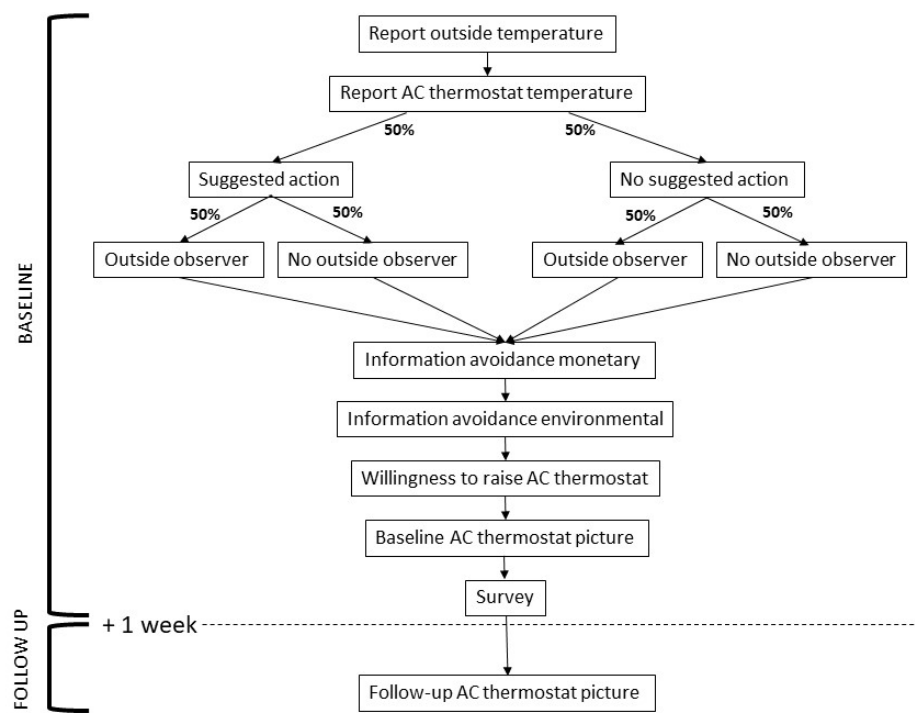 Report outside temperature
Report AC thermostat temperature
50%
50%
Suggested action
No suggested action
50%
50%
50%
50%
Outside observer
No outside observer
Outside observer
No outside observer
BASELINE
Information avoidance monetary
Information avoidance environmental
Willingness to raise AC thermostat
Baseline AC thermostat picture
Survey
+ 1 week
FOLLOW UP
Follow-up AC thermostat picture